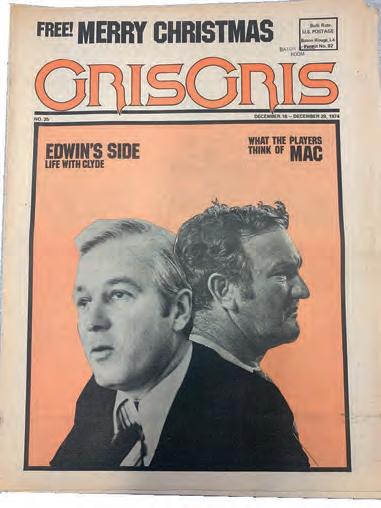 FREE! MERRY CHRISTMAS
Bulk Rate
U.S. POSTAGE
Baton Rouge, LA
Permit No. 92
GRISGRIS
NO. 35
DECEMBER 16 – DECEMBER 29, 1974
EDWIN'S SIDE
LIFE WITH CLYDE
WHAT THE PLAYERS
THINK OF MAC